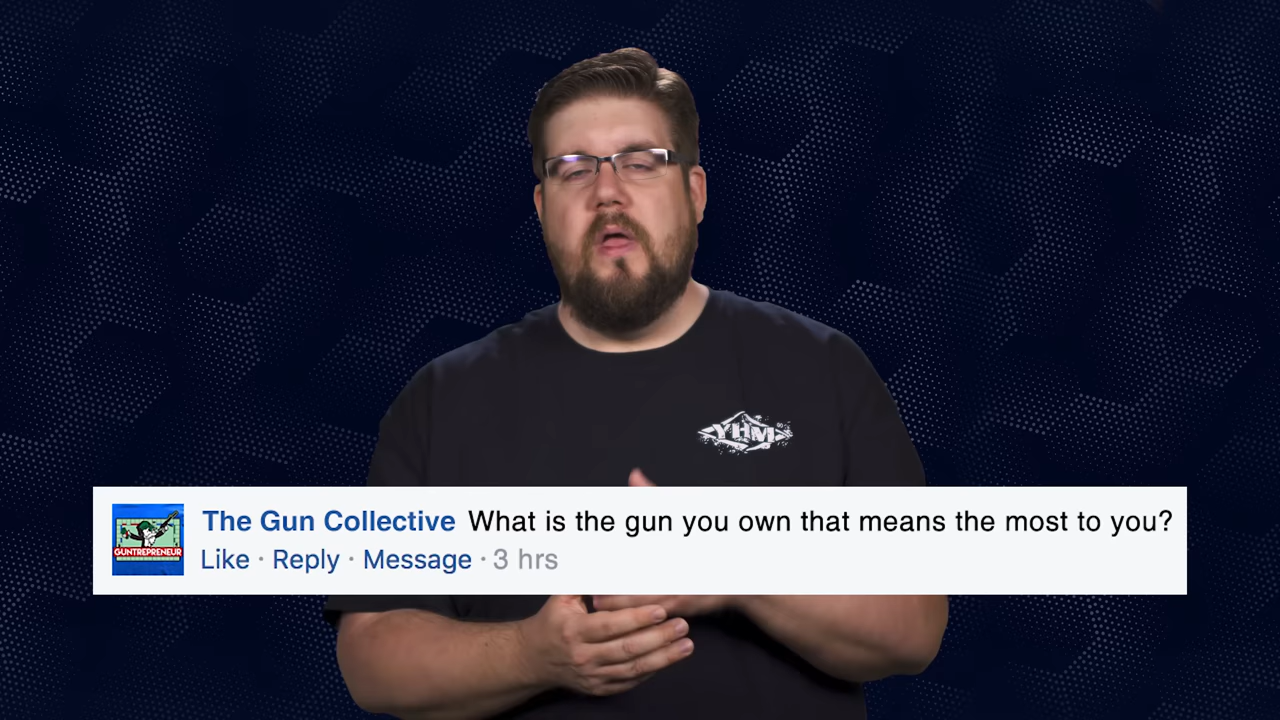 YHM
The Gun Collective What is the gun you own that means the most to you?
GUNTREPRENEUR
Like · Reply · Message · 3 hrs